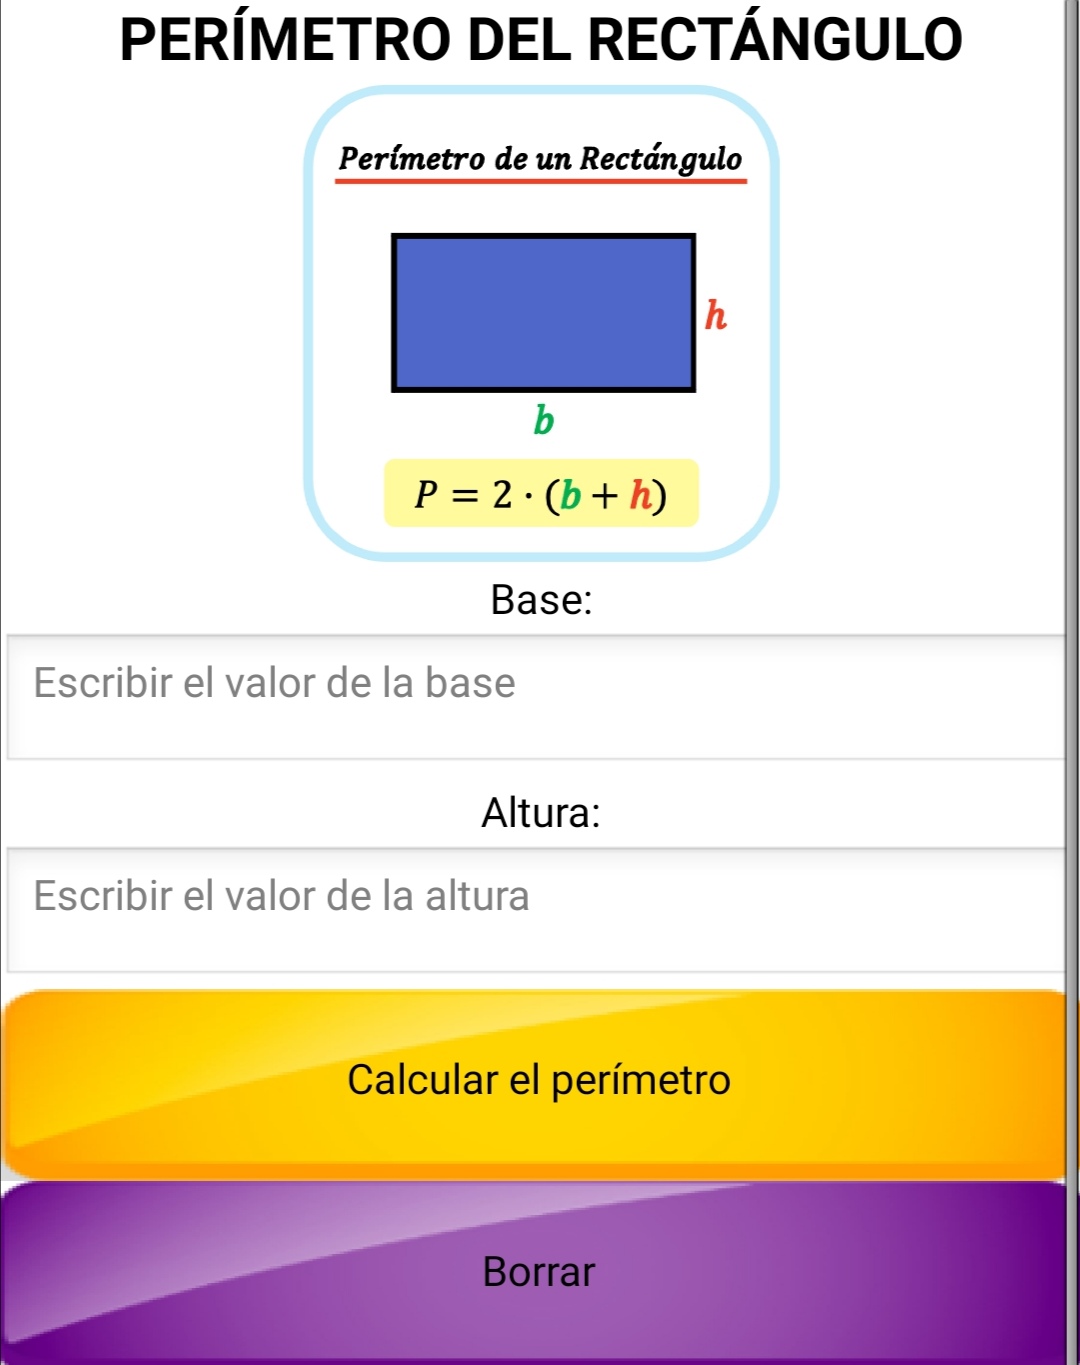 PERÍMETRO DEL RECTÁNGULO
Perímetro de un Rectángulo
h
b
P = 2 · (b + h)
Base:
Escribir el valor de la base
Altura:
Escribir el valor de la altura
Calcular el perímetro
Borrar